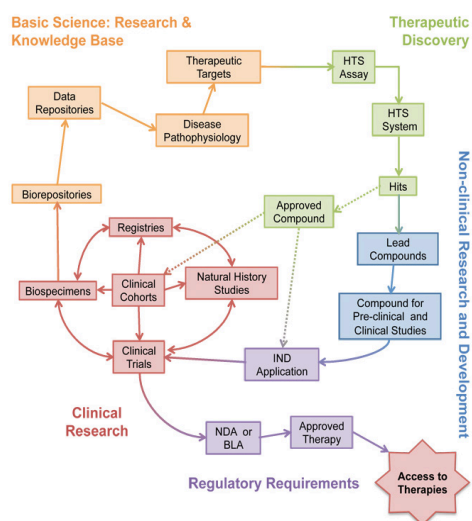 Basic Science: Research &
Knowledge Base
Therapeutic
Discovery
Therapeutic
Targets
HTS
Assay
Data
Repositories
Disease
Pathophysiology
HTS
System
Biorepositories
Approved
Compound
Hits
Registries
Lead
Compounds
Biospecimens
Clinical
Cohorts
Natural History
Studies
Compound for
Pre-clinical and
Clinical Studies
Clinical
Trials
IND
Application
Non-clinical Research and Development
Clinical
Research
NDA or
BLA
Approved
Therapy
Access to
Therapies
Regulatory Requirements